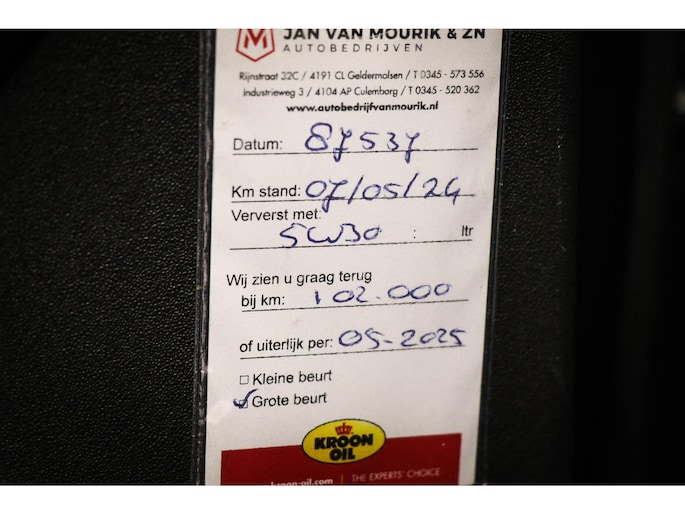 JAN VAN MOURIK & ZN
AUTOBEDRIJVEN
Rijnstraat 32C / 4191 CL Geldermalsen / T 0345 - 573 556
Industrieweg 3 / 4104 AP Culemborg / T 0345 - 520 362
www.autobedrijfvanmourik.nl
Datum: 87537
Km stand: 07/05/24
Ververst met:
5W30 : ltr
Wij zien u graag terug
bij km: 102.000
of uiterlijk per: 05-2025
Kleine beurt
Grote beurt
KROON
OIL
kroon-oil.com | THE EXPERTS' CHOICE